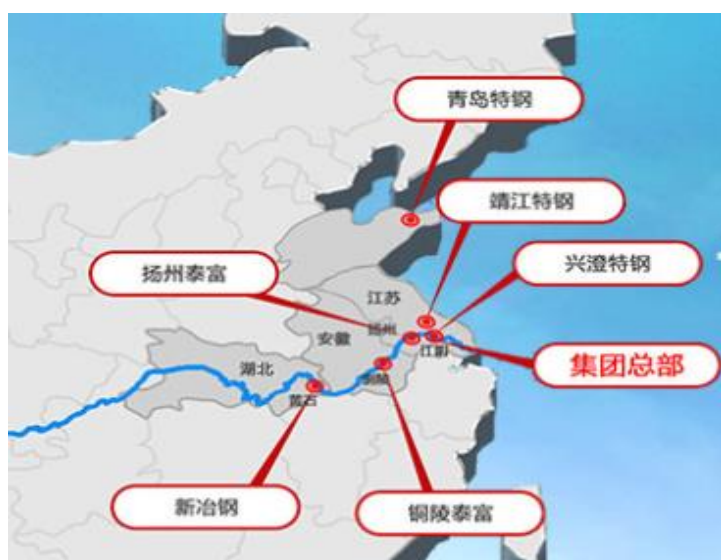 青岛特钢
靖江特钢
扬州泰富
兴澄特钢
江苏
扬州
安徽
江阴
集团总部
湖北
铜陵
黄石
新冶钢
铜陵泰富